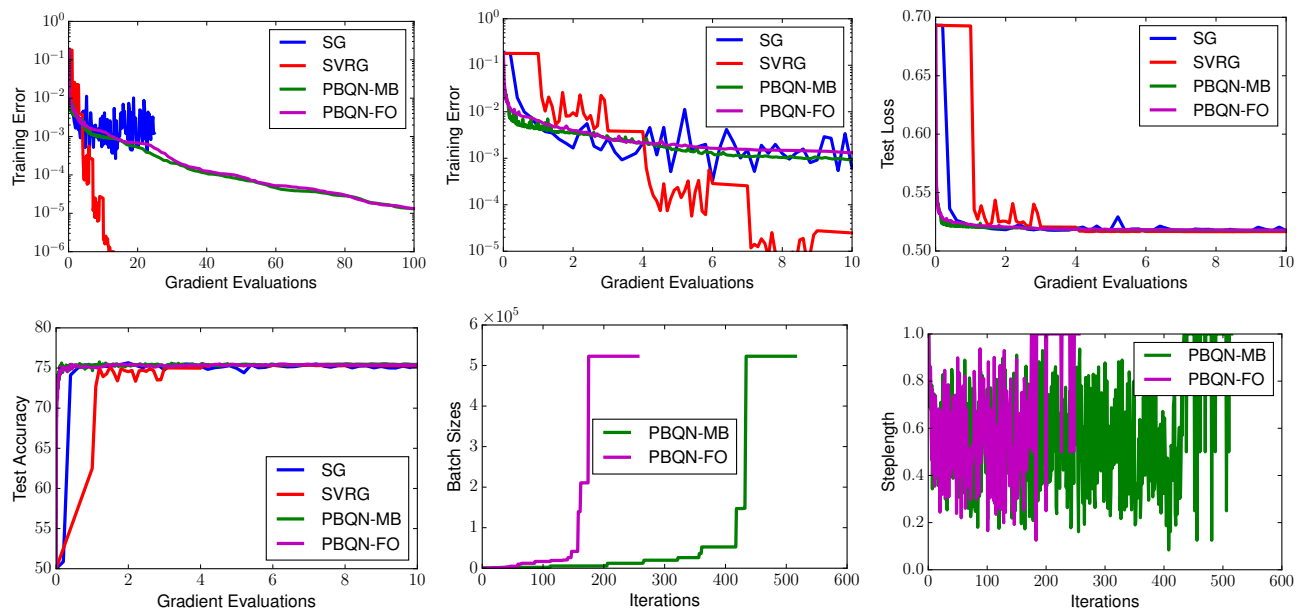 10⁰
10⁻¹
10⁻²
10⁻³
10⁻⁴
10⁻⁵
10⁻⁶
Training Error
SG
SVRG
PBQN-MB
PBQN-FO
0 20 40 60 80 100
Gradient Evaluations
10⁰
10⁻¹
10⁻²
10⁻³
10⁻⁴
10⁻⁵
Training Error
SG
SVRG
PBQN-MB
PBQN-FO
0 2 4 6 8 10
Gradient Evaluations
0.70
0.65
0.60
0.55
0.50
Test Loss
SG
SVRG
PBQN-MB
PBQN-FO
0 2 4 6 8 10
Gradient Evaluations
80
75
70
65
60
55
50
Test Accuracy
SG
SVRG
PBQN-MB
PBQN-FO
0 2 4 6 8 10
Gradient Evaluations
×10⁵
6
5
4
3
2
1
0
Batch Sizes
PBQN-MB
PBQN-FO
0 100 200 300 400 500 600
Iterations
1.0
0.8
0.6
0.4
0.2
0.0
Steplength
PBQN-MB
PBQN-FO
0 100 200 300 400 500 600
Iterations